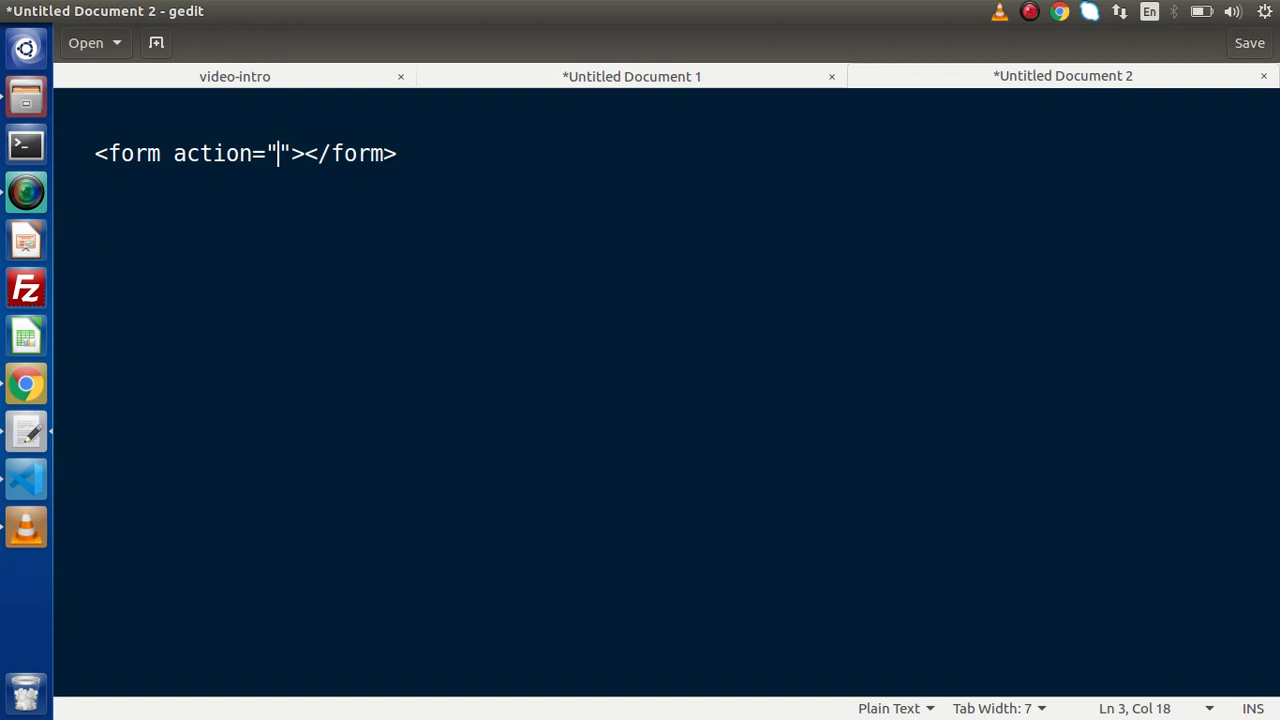 *Untitled Document 2 - gedit
En
Open
Save
video-intro ×
*Untitled Document 1 ×
*Untitled Document 2 ×
<form action=""></form>
Fz
Plain Text Tab Width: 7 Ln 3, Col 18 INS